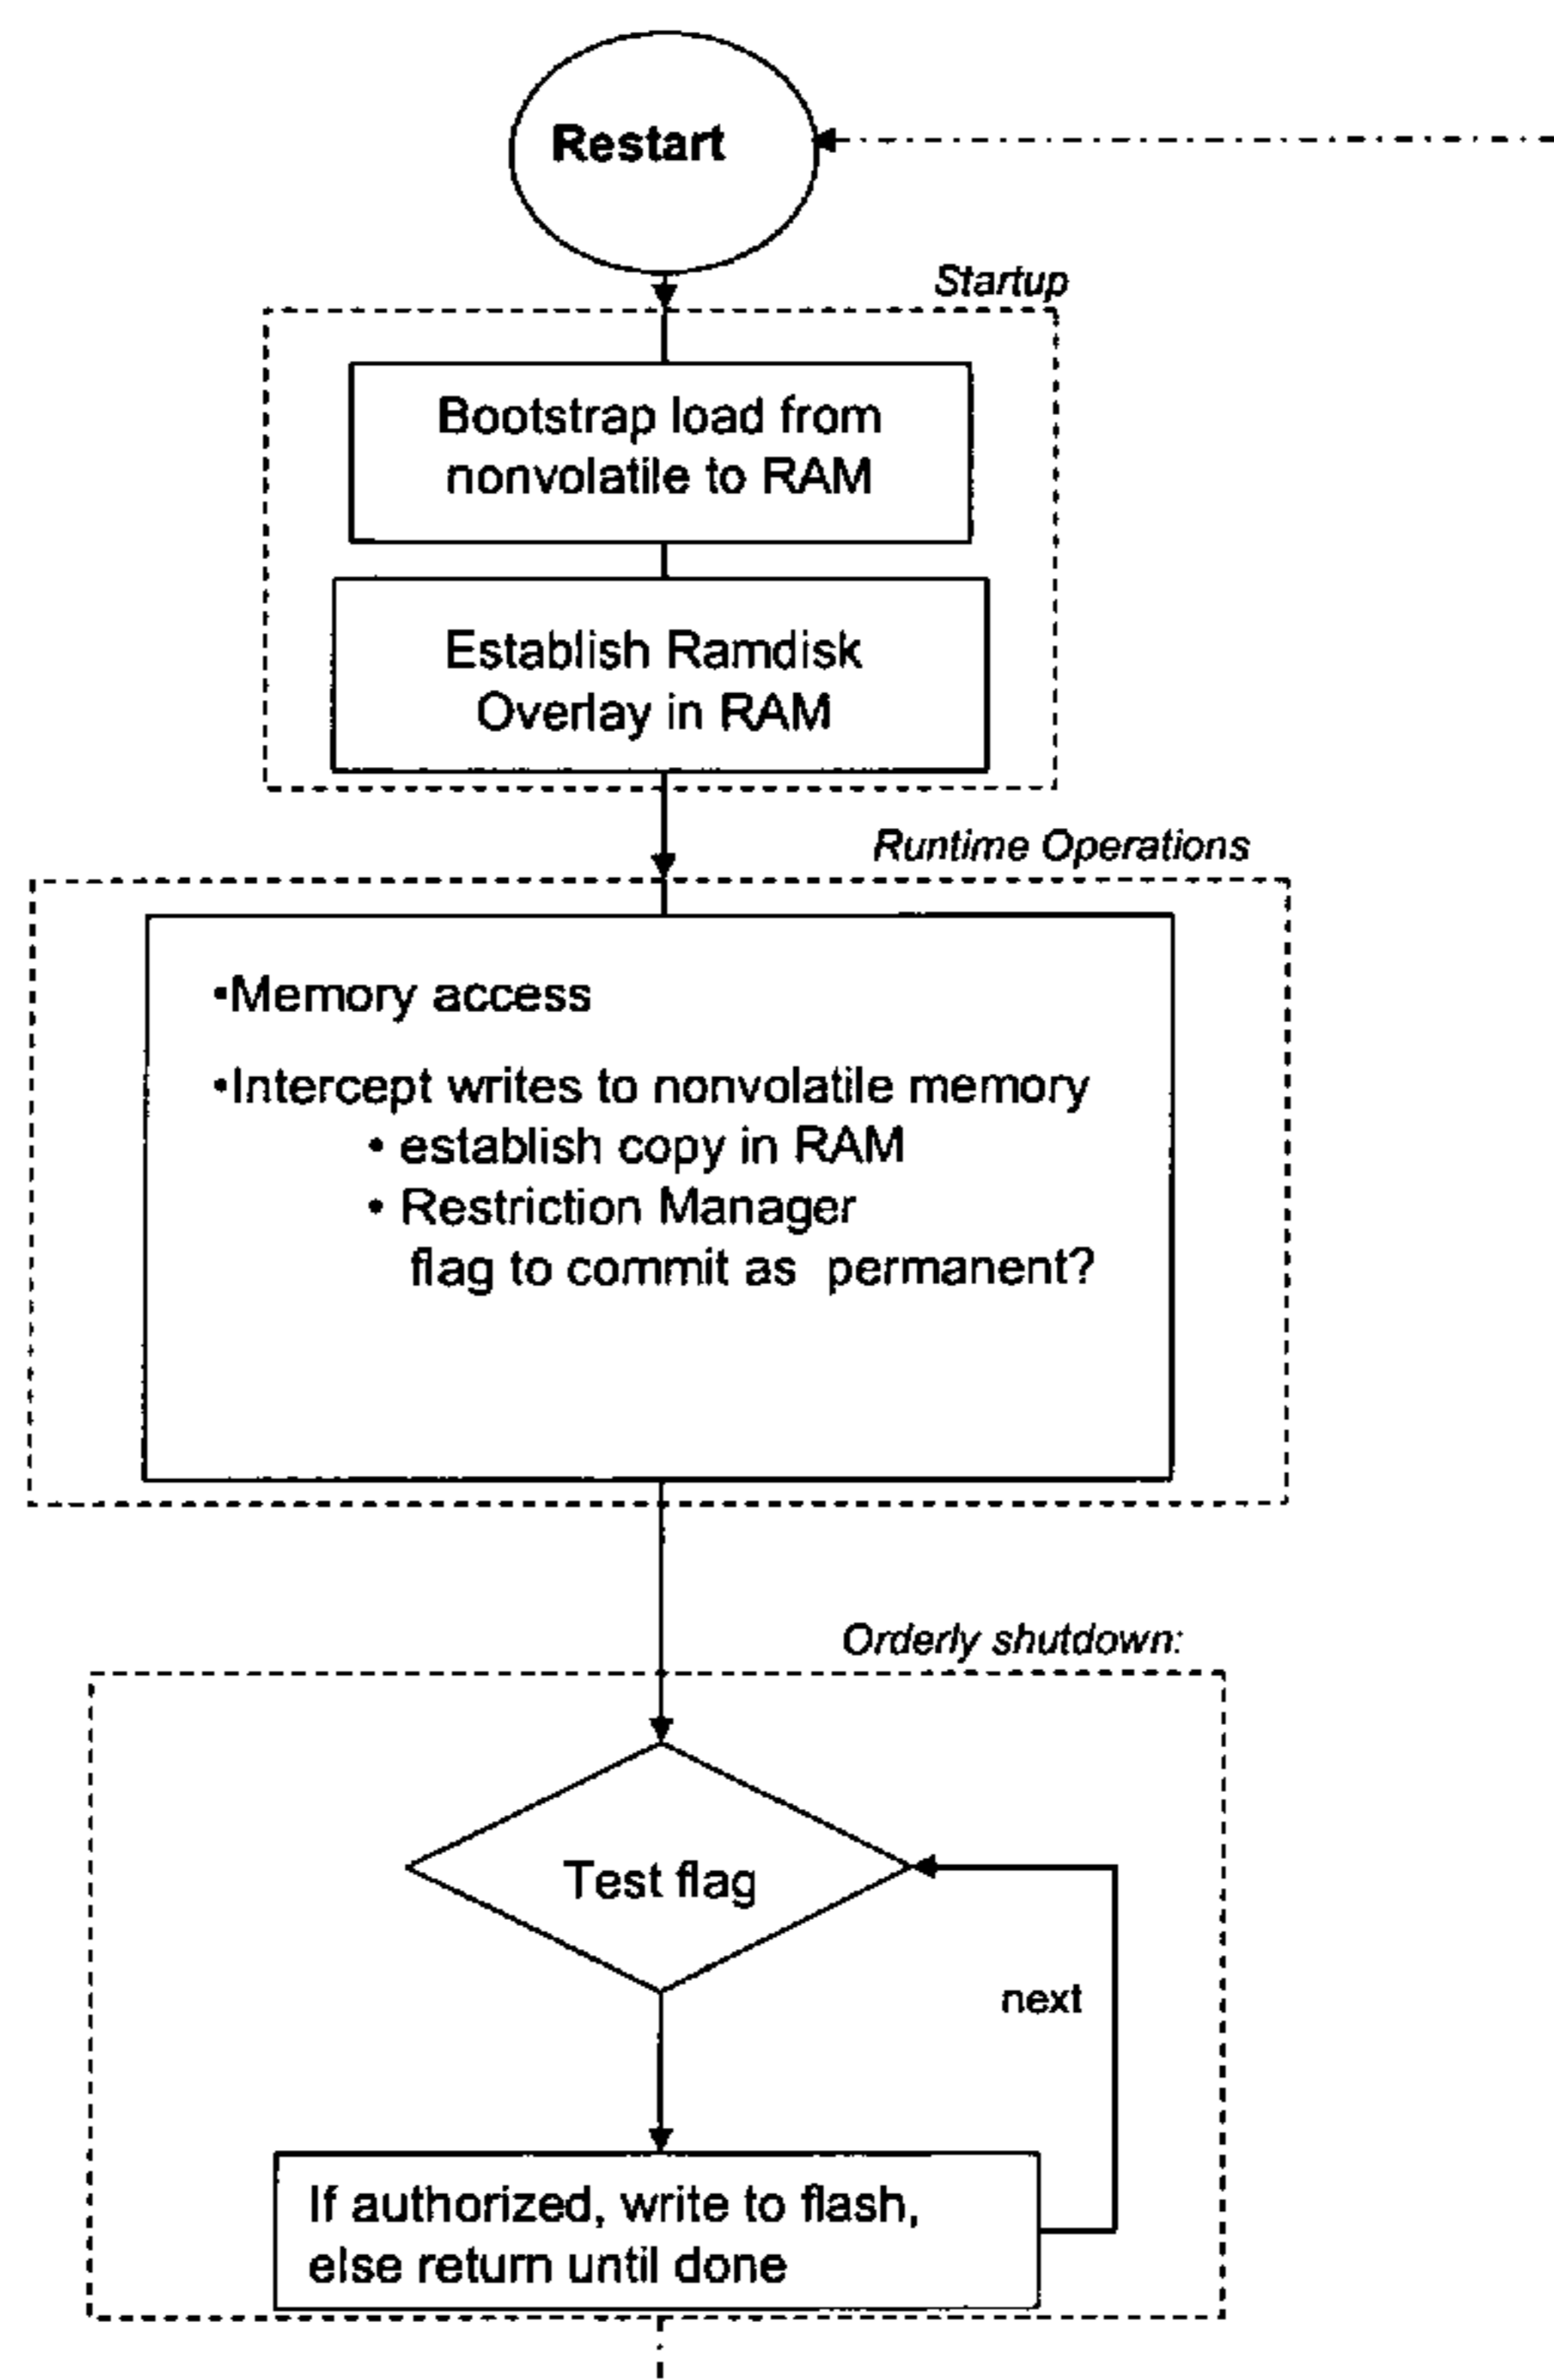 Restart
Startup
Bootstrap load from
nonvolatile to RAM
Establish Ramdisk
Overlay in RAM
Runtime Operations
•Memory access
•Intercept writes to nonvolatile memory
• establish copy in RAM
• Restriction Manager
flag to commit as permanent?
Orderly shutdown:
Test flag
next
If authorized, write to flash,
else return until done